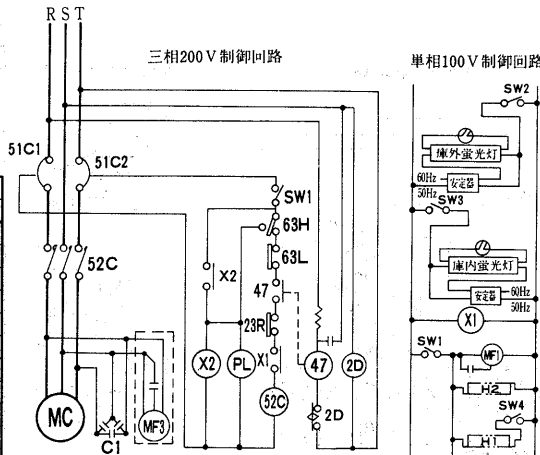 R S T
三相200V制御回路
単相100V制御回路
SW2
51C1
51C2
庫外蛍光灯
60Hz
50Hz
安定器
SW1
SW3
63H
63L
52C
X2
47
庫内蛍光灯
安定器
60Hz
50Hz
23R
X1
X1
SW1
X2
PL
47
2D
MF1
52C
H2
MC
MF3
2D
SW4
C1
H1